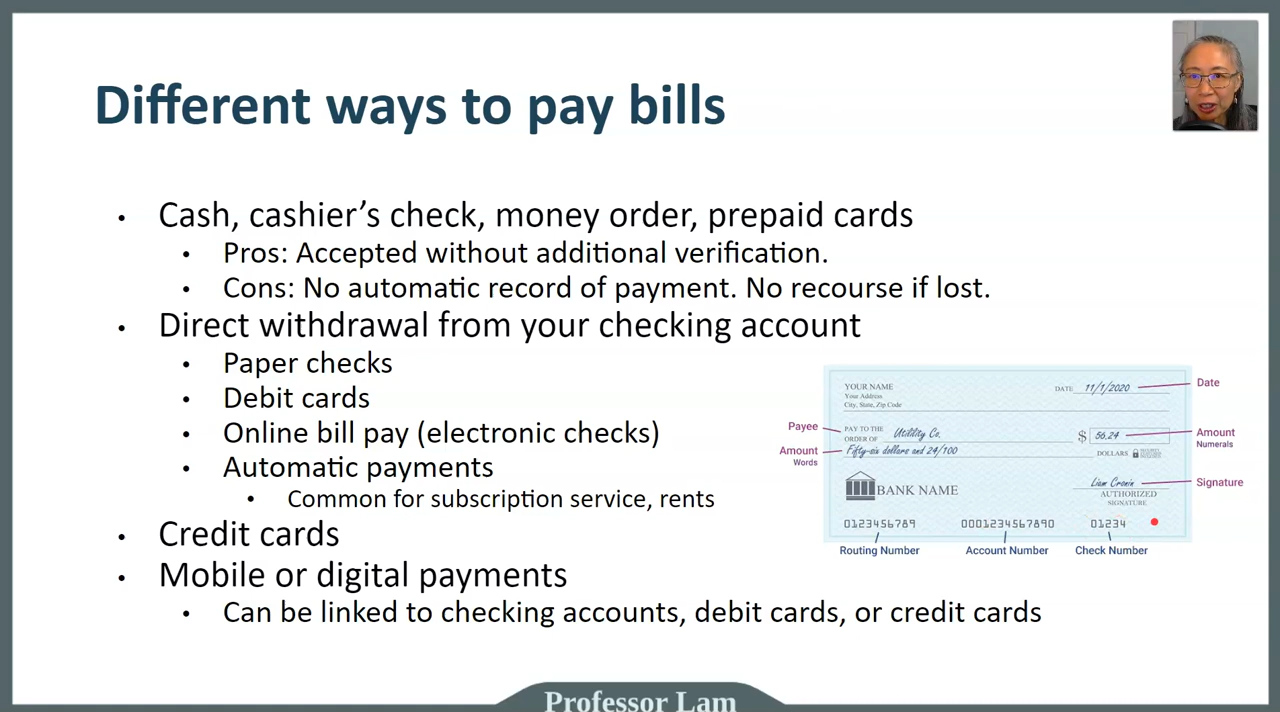 Different ways to pay bills
• Cash, cashier's check, money order, prepaid cards
• Pros: Accepted without additional verification.
• Cons: No automatic record of payment. No recourse if lost.
• Direct withdrawal from your checking account
• Paper checks
• Debit cards
• Online bill pay (electronic checks)
• Automatic payments
• Common for subscription service, rents
• Credit cards
• Mobile or digital payments
• Can be linked to checking accounts, debit cards, or credit cards
YOUR NAME
Your Address
City, State, Zip Code
DATE 11/1/2020
Date
Payee
PAY TO THE
ORDER OF
Utility Co.
$ 56.24
Amount
Numerals
Amount
Words
Fifty-six dollars and 24/100
DOLLARS
BANK NAME
Liam Cronin
AUTHORIZED
SIGNATURE
Signature
0123456789 0001234567890 01234
Routing Number Account Number Check Number
Professor Lam